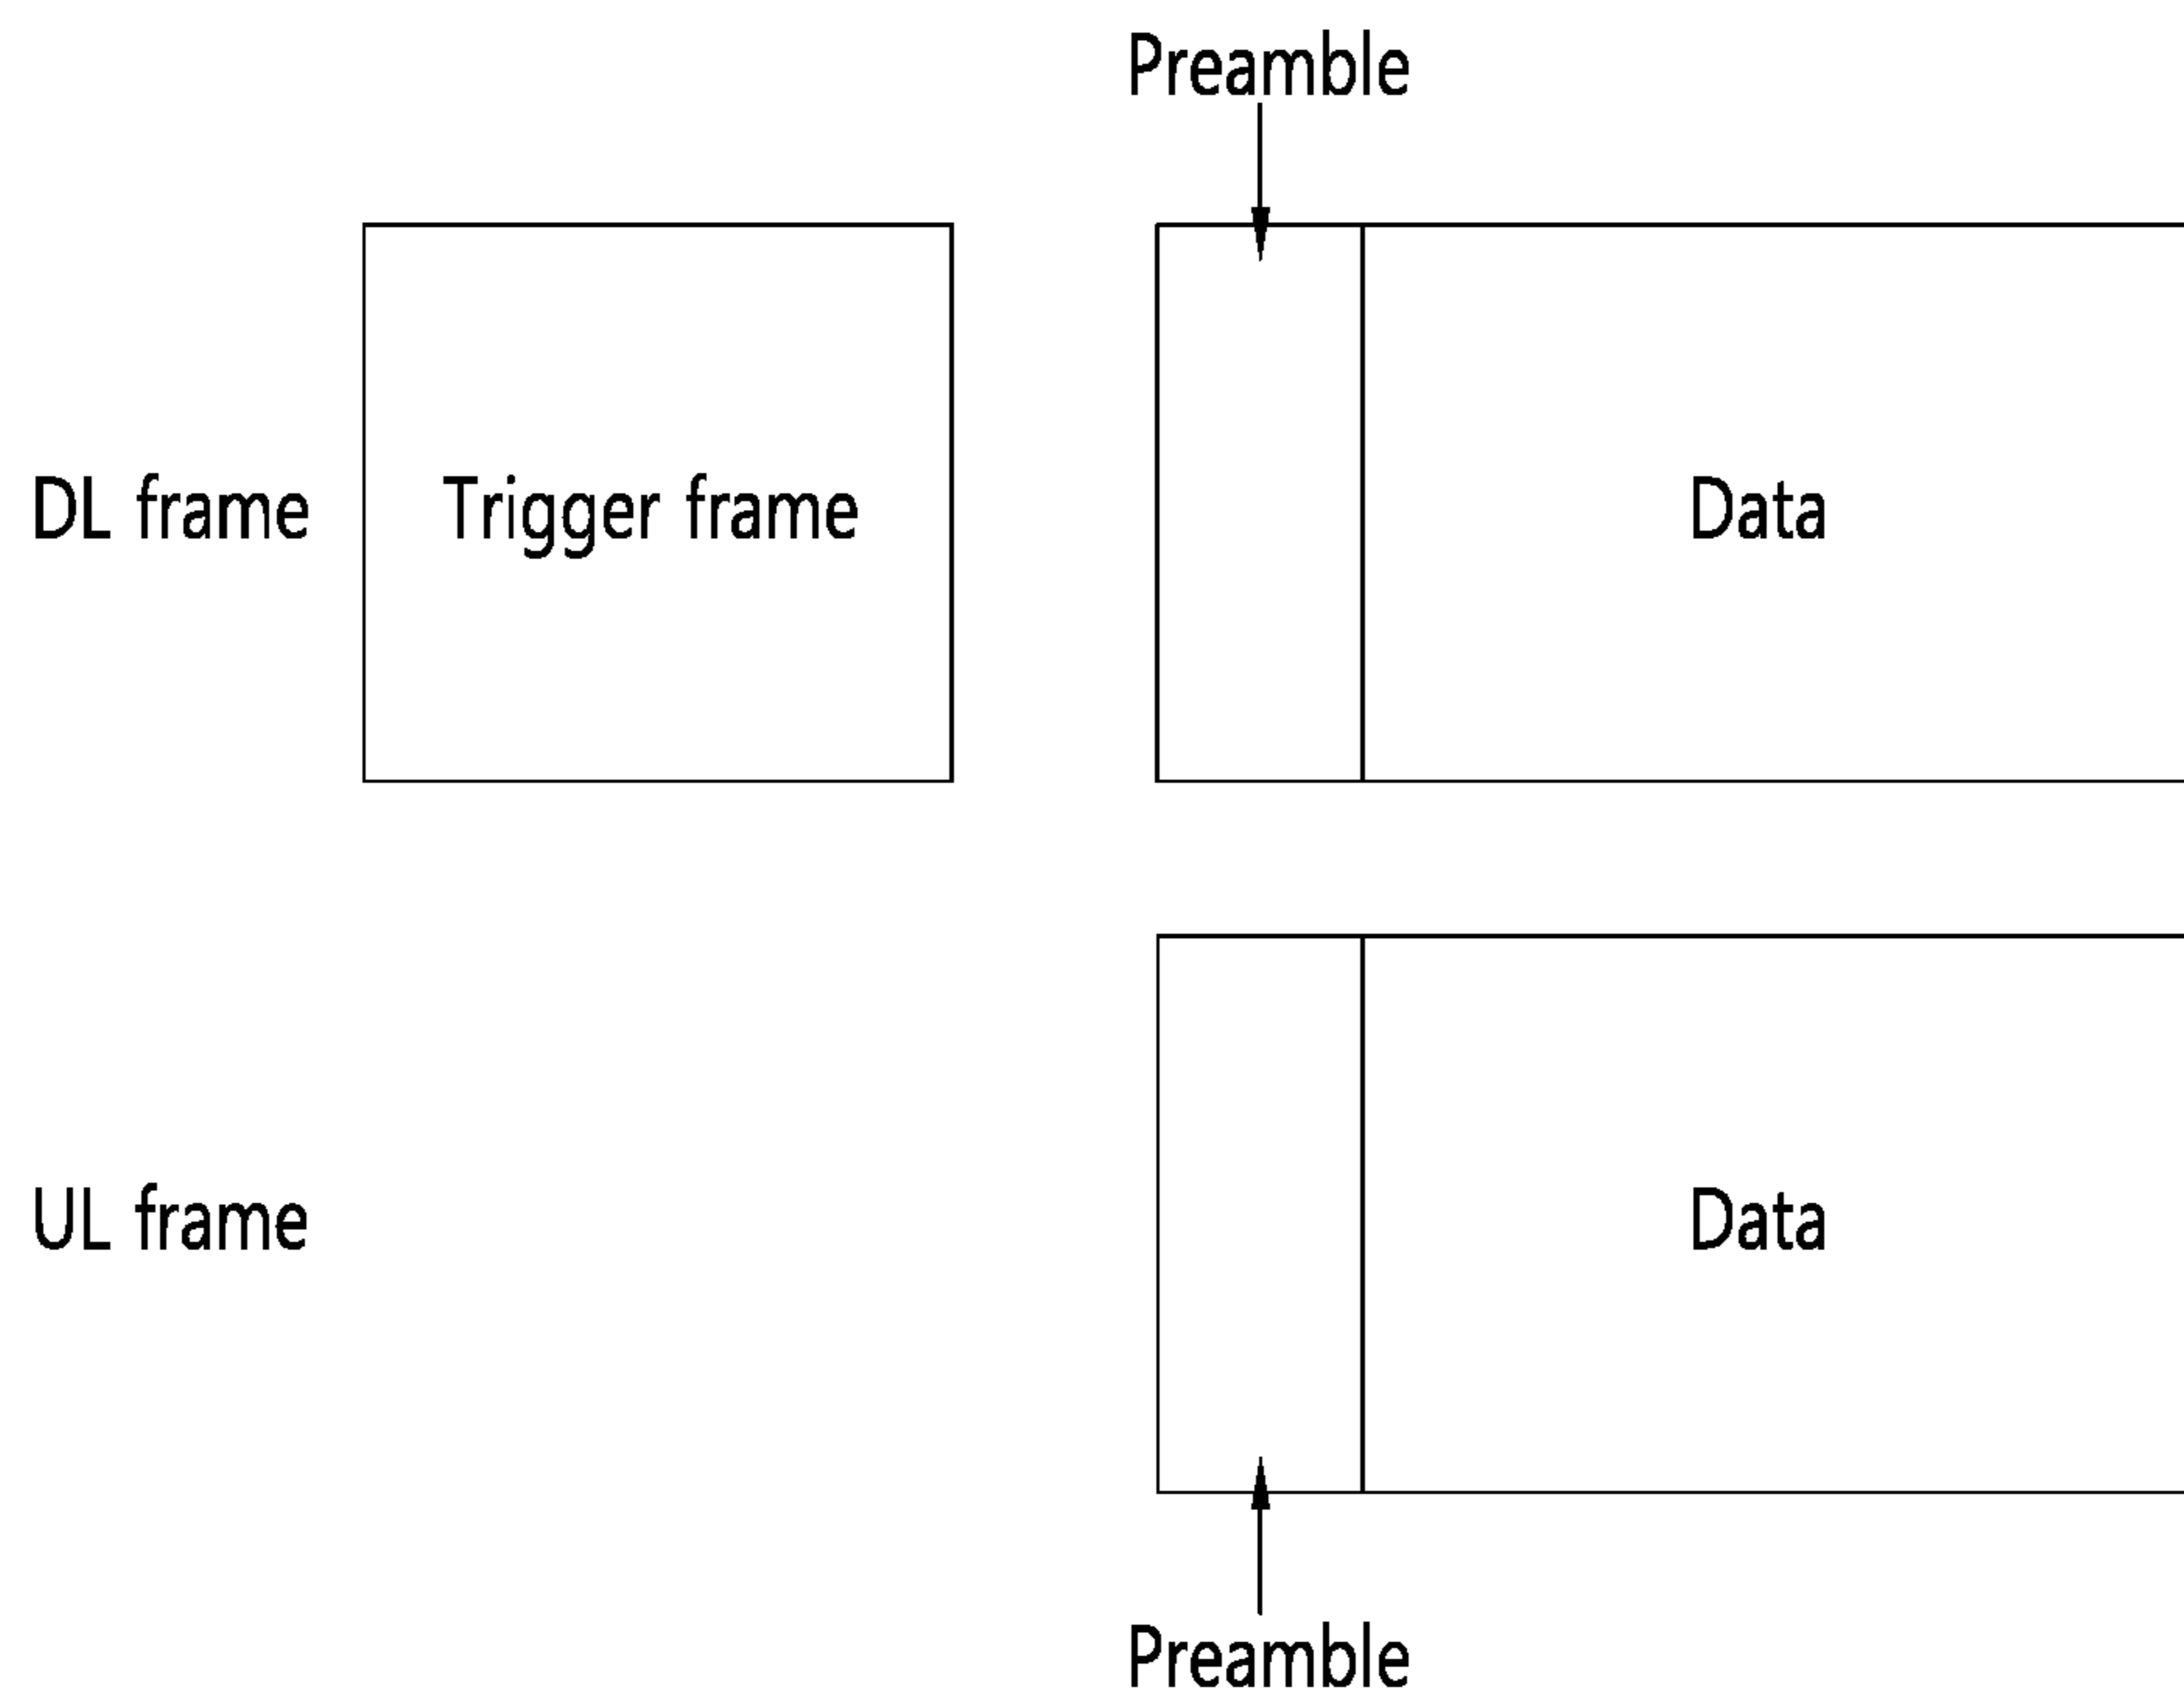 Preamble
DL frame
Trigger frame
Data
UL frame
Data
Preamble